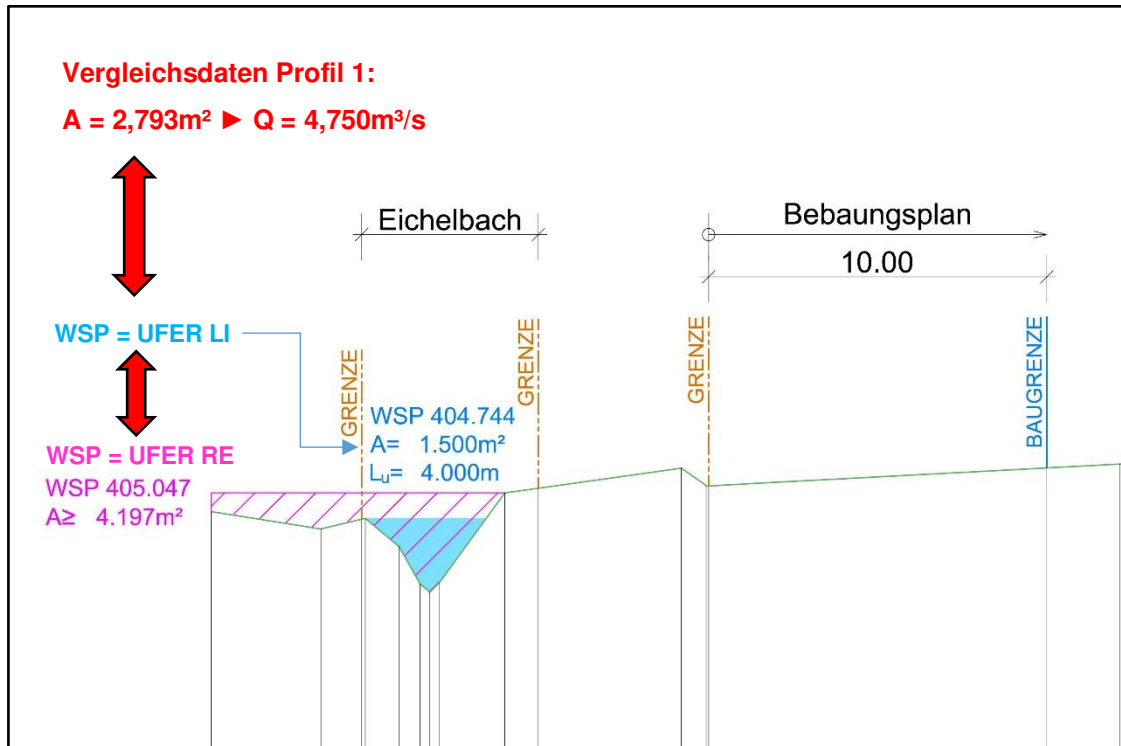 Vergleichsdaten Profil 1:
A = 2,793m² ► Q = 4,750m³/s
Eichelbach
Bebaungsplan
10.00
WSP = UFER LI
GRENZE
WSP 404.744
A= 1.500m²
Lu= 4.000m
GRENZE
GRENZE
BAUGRENZE
WSP = UFER RE
WSP 405.047
A≥ 4.197m²